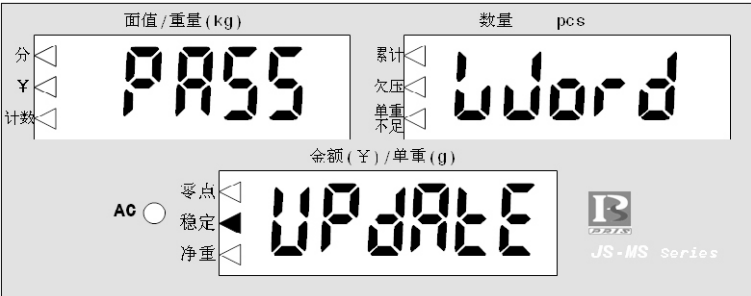 面值/重量(kg)
数量 pcs
分
￥
计数
PASS
累计
欠压
单重
不足
Word
金额(￥)/单重(g)
AC
零点
稳定
净重
UPdAtE
PRIS
JS-MS Series